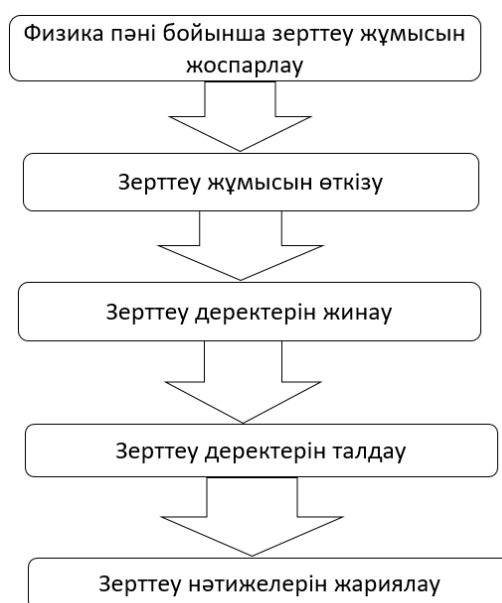 Физика пәні бойынша зерттеу жұмысын
жоспарлау
Зерттеу жұмысын өткізу
Зерттеу деректерін жинау
Зерттеу деректерін талдау
Зерттеу нәтижелерін жариялау